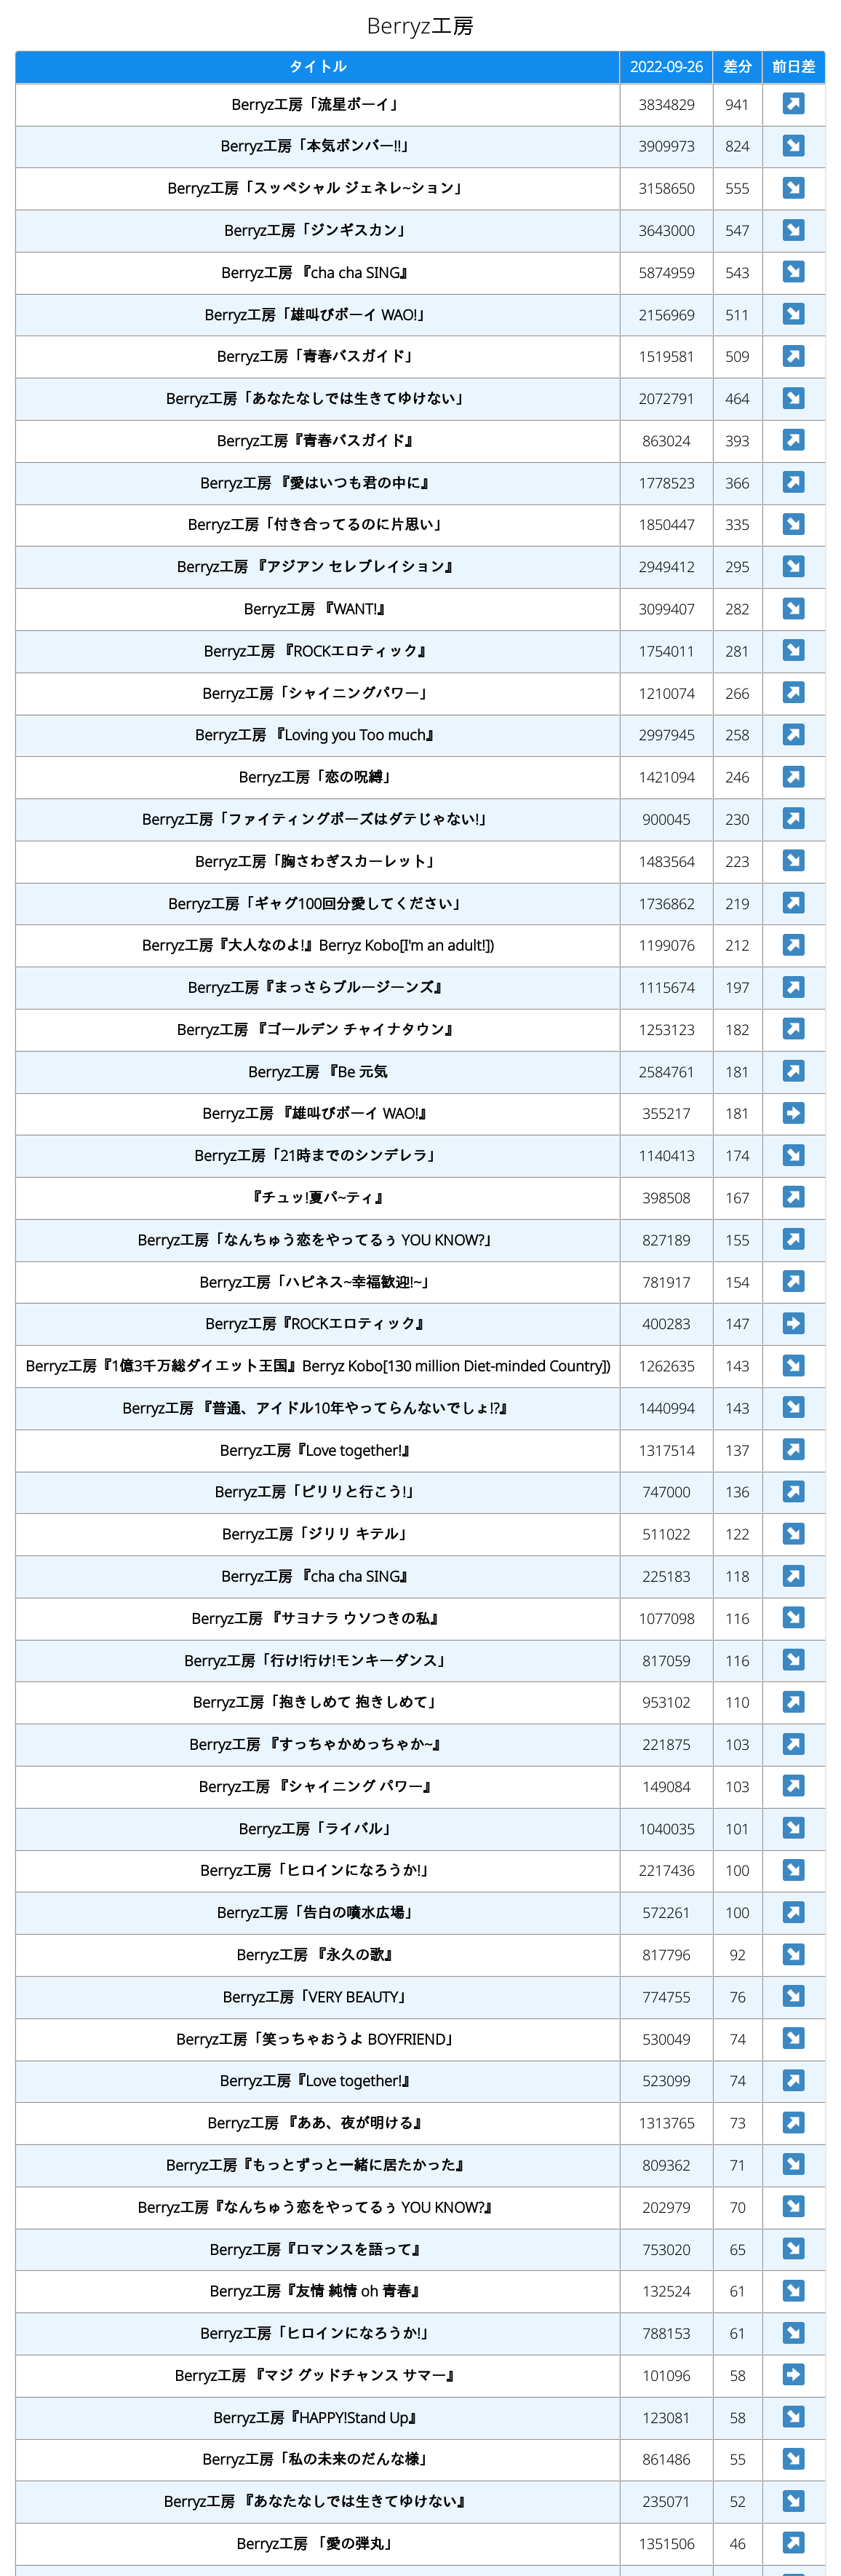 Berryz工房
タイトル 2022-09-26 差分 前日差
Berryz工房「流星ボーイ」 3834829 941 ↗
Berryz工房「本気ボンバー!!」 3909973 824 ↘
Berryz工房「スッペシャル ジェネレ~ション」 3158650 555 ↘
Berryz工房「ジンギスカン」 3643000 547 ↘
Berryz工房 『cha cha SING』 5874959 543 ↘
Berryz工房「雄叫びボーイ WAO!」 2156969 511 ↘
Berryz工房「青春バスガイド」 1519581 509 ↗
Berryz工房「あなたなしでは生きてゆけない」 2072791 464 ↘
Berryz工房『青春バスガイド』 863024 393 ↗
Berryz工房 『愛はいつも君の中に』 1778523 366 ↗
Berryz工房「付き合ってるのに片思い」 1850447 335 ↘
Berryz工房 『アジアン セレブレイション』 2949412 295 ↘
Berryz工房 『WANT!』 3099407 282 ↘
Berryz工房 『ROCKエロティック』 1754011 281 ↘
Berryz工房「シャイニングパワー」 1210074 266 ↗
Berryz工房 『Loving you Too much』 2997945 258 ↗
Berryz工房「恋の呪縛」 1421094 246 ↗
Berryz工房「ファイティングポーズはダテじゃない!」 900045 230 ↗
Berryz工房「胸さわぎスカーレット」 1483564 223 ↘
Berryz工房「ギャグ100回分愛してください」 1736862 219 ↗
Berryz工房『大人なのよ!』Berryz Kobo[I'm an adult!]) 1199076 212 ↗
Berryz工房『まっさらブルージーンズ』 1115674 197 ↗
Berryz工房 『ゴールデン チャイナタウン』 1253123 182 ↗
Berryz工房 『Be 元気 2584761 181 ↗
Berryz工房 『雄叫びボーイ WAO!』 355217 181 ➡
Berryz工房「21時までのシンデレラ」 1140413 174 ↘
『チュッ!夏パ~ティ』 398508 167 ↗
Berryz工房「なんちゅう恋をやってるぅ YOU KNOW?」 827189 155 ↗
Berryz工房「ハピネス~幸福歓迎!~」 781917 154 ↗
Berryz工房『ROCKエロティック』 400283 147 ➡
Berryz工房『1億3千万総ダイエット王国』Berryz Kobo[130 million Diet-minded Country]) 1262635 143 ↘
Berryz工房 『普通、アイドル10年やってらんないでしょ!?』 1440994 143 ↘
Berryz工房『Love together!』 1317514 137 ↗
Berryz工房「ピリリと行こう!」 747000 136 ↗
Berryz工房「ジリリ キテル」 511022 122 ↘
Berryz工房 『cha cha SING』 225183 118 ↗
Berryz工房 『サヨナラ ウソつきの私』 1077098 116 ↘
Berryz工房「行け!行け!モンキーダンス」 817059 116 ↘
Berryz工房「抱きしめて 抱きしめて」 953102 110 ↗
Berryz工房 『すっちゃかめっちゃか~』 221875 103 ↗
Berryz工房 『シャイニング パワー』 149084 103 ↗
Berryz工房「ライバル」 1040035 101 ↘
Berryz工房「ヒロインになろうか!」 2217436 100 ↘
Berryz工房「告白の噴水広場」 572261 100 ↗
Berryz工房 『永久の歌』 817796 92 ↘
Berryz工房「VERY BEAUTY」 774755 76 ↘
Berryz工房「笑っちゃおうよ BOYFRIEND」 530049 74 ↘
Berryz工房『Love together!』 523099 74 ↗
Berryz工房 『ああ、夜が明ける』 1313765 73 ↗
Berryz工房『もっとずっと一緒に居たかった』 809362 71 ↘
Berryz工房『なんちゅう恋をやってるぅ YOU KNOW?』 202979 70 ↘
Berryz工房『ロマンスを語って』 753020 65 ↘
Berryz工房『友情 純情 oh 青春』 132524 61 ↘
Berryz工房「ヒロインになろうか!」 788153 61 ↘
Berryz工房 『マジ グッドチャンス サマー』 101096 58 ➡
Berryz工房『HAPPY!Stand Up』 123081 58 ↘
Berryz工房「私の未来のだんな様」 861486 55 ↘
Berryz工房 『あなたなしでは生きてゆけない』 235071 52 ↘
Berryz工房 「愛の弾丸」 1351506 46 ↗